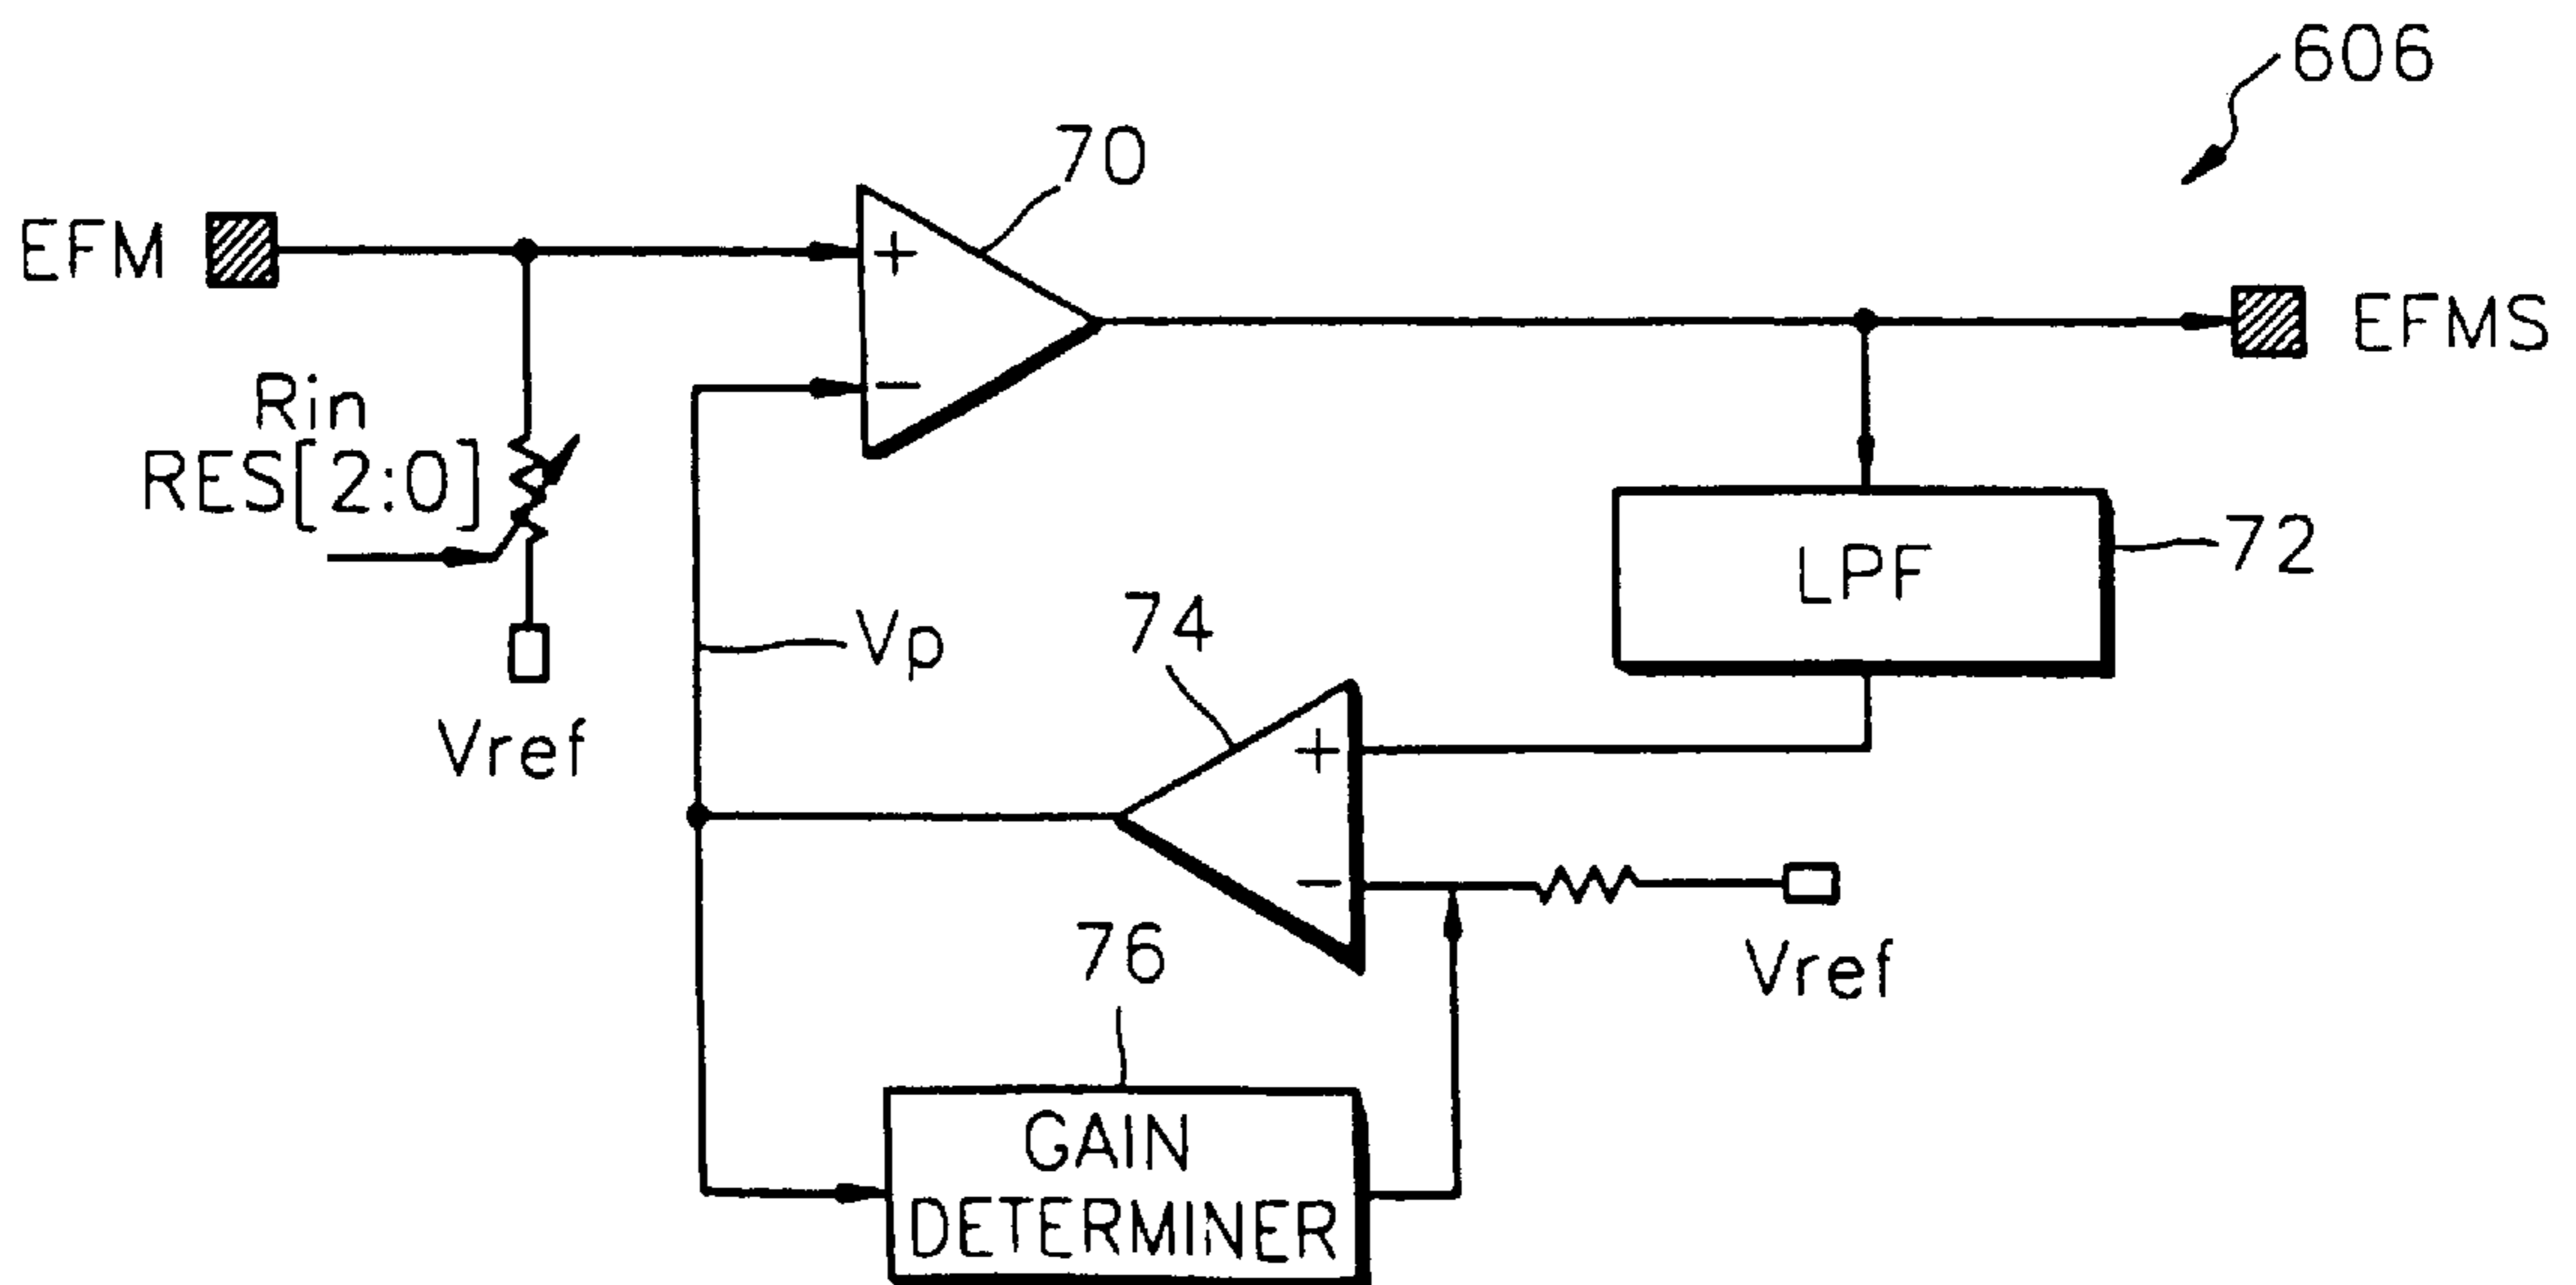 606
70
EFM
+
EFMS
−
Rin
RES[2:0]
LPF
72
74
Vp
+
Vref
−
Vref
76
GAIN
DETERMINER